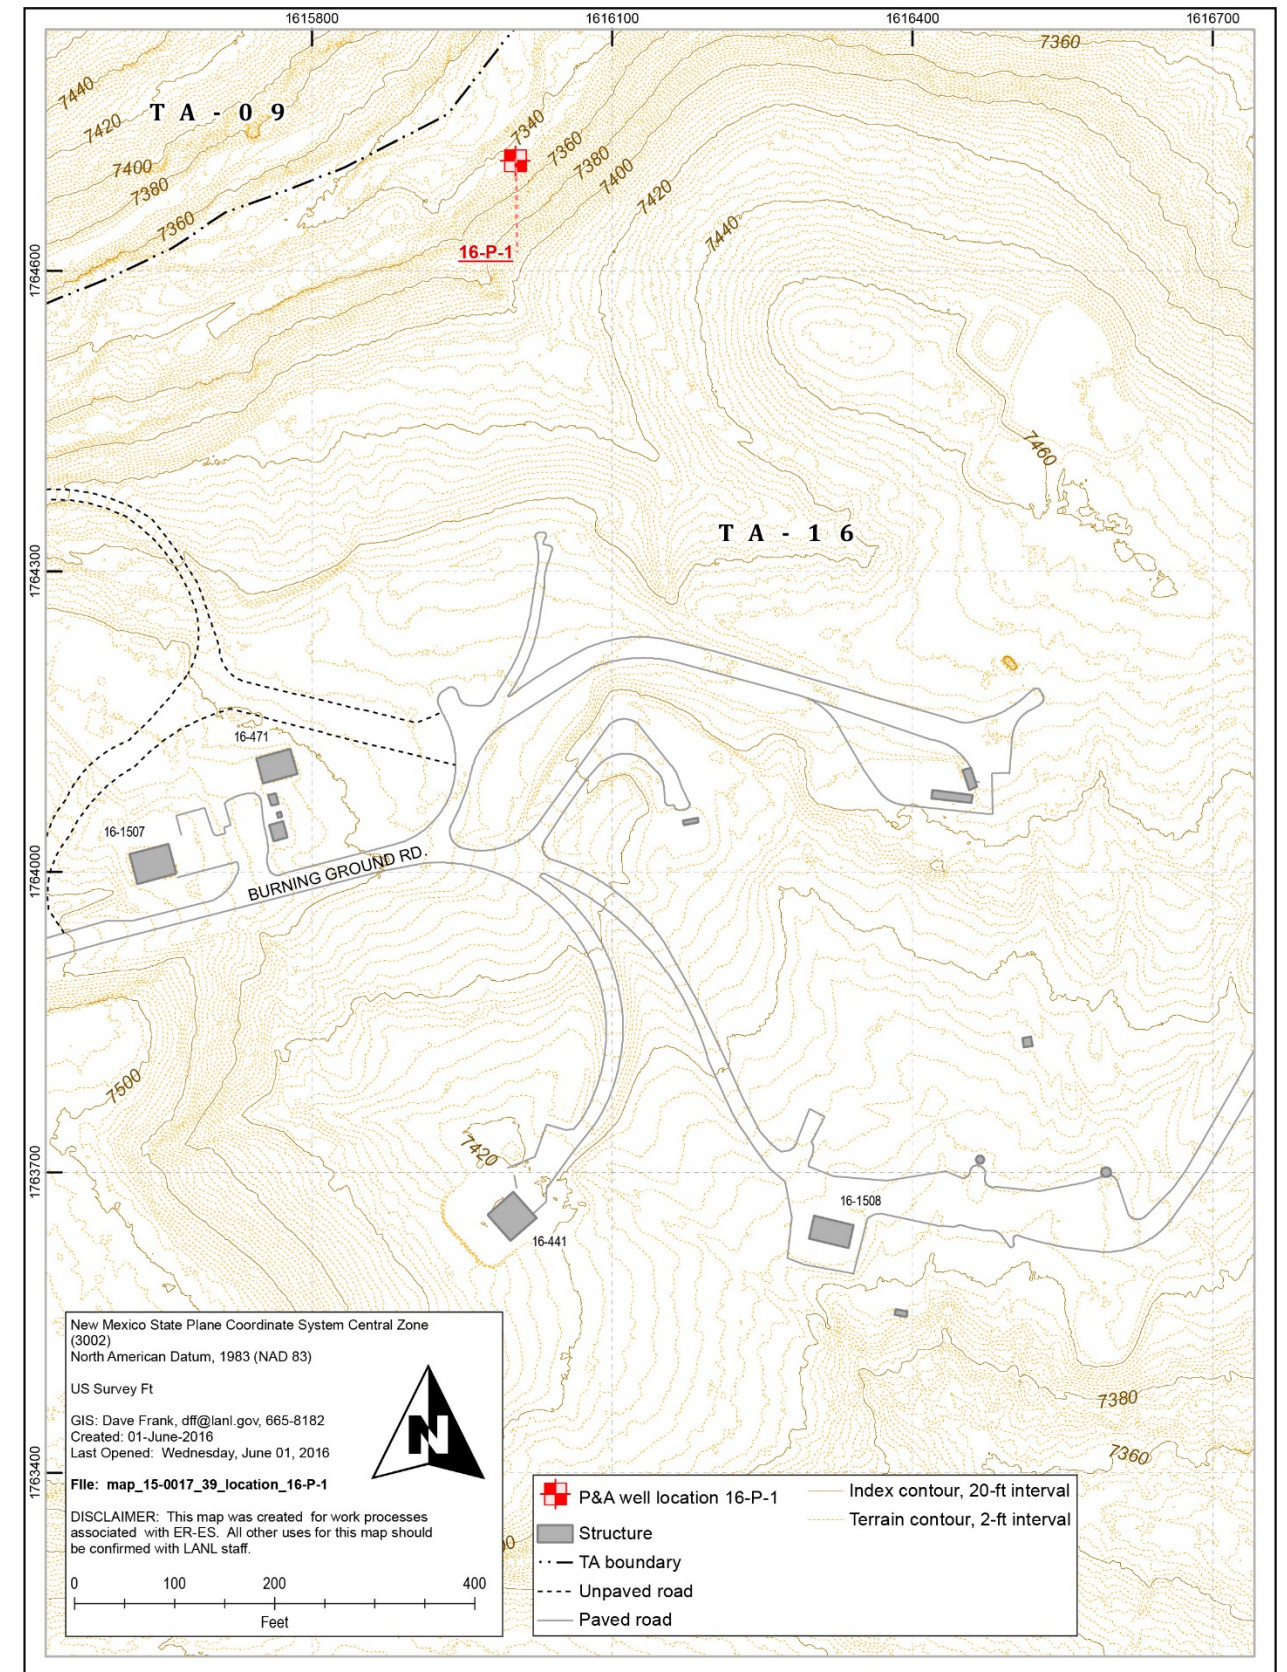 1615800 1616100 1616400 1616700
7360
7440
T A - 0 9
7420
7340
7360
7400
7380
7380
7400
7420
7360
7440
16-P-1
1764600
7460
T A - 1 6
1764300
16-471
16-1507
BURNING GROUND RD.
1764000
7500
7420
1763700
16-1508
16-441
7380
7360
1763400
New Mexico State Plane Coordinate System Central Zone
(3002)
North American Datum, 1983 (NAD 83)
US Survey Ft
GIS: Dave Frank, dff@lanl.gov, 665-8182
Created: 01-June-2016
Last Opened: Wednesday, June 01, 2016
N
File: map_15-0017_39_location_16-P-1
DISCLAIMER: This map was created for work processes
associated with ER-ES. All other uses for this map should
be confirmed with LANL staff.
0 100 200 400
Feet
P&A well location 16-P-1
Structure
TA boundary
Unpaved road
Paved road
Index contour, 20-ft interval
Terrain contour, 2-ft interval